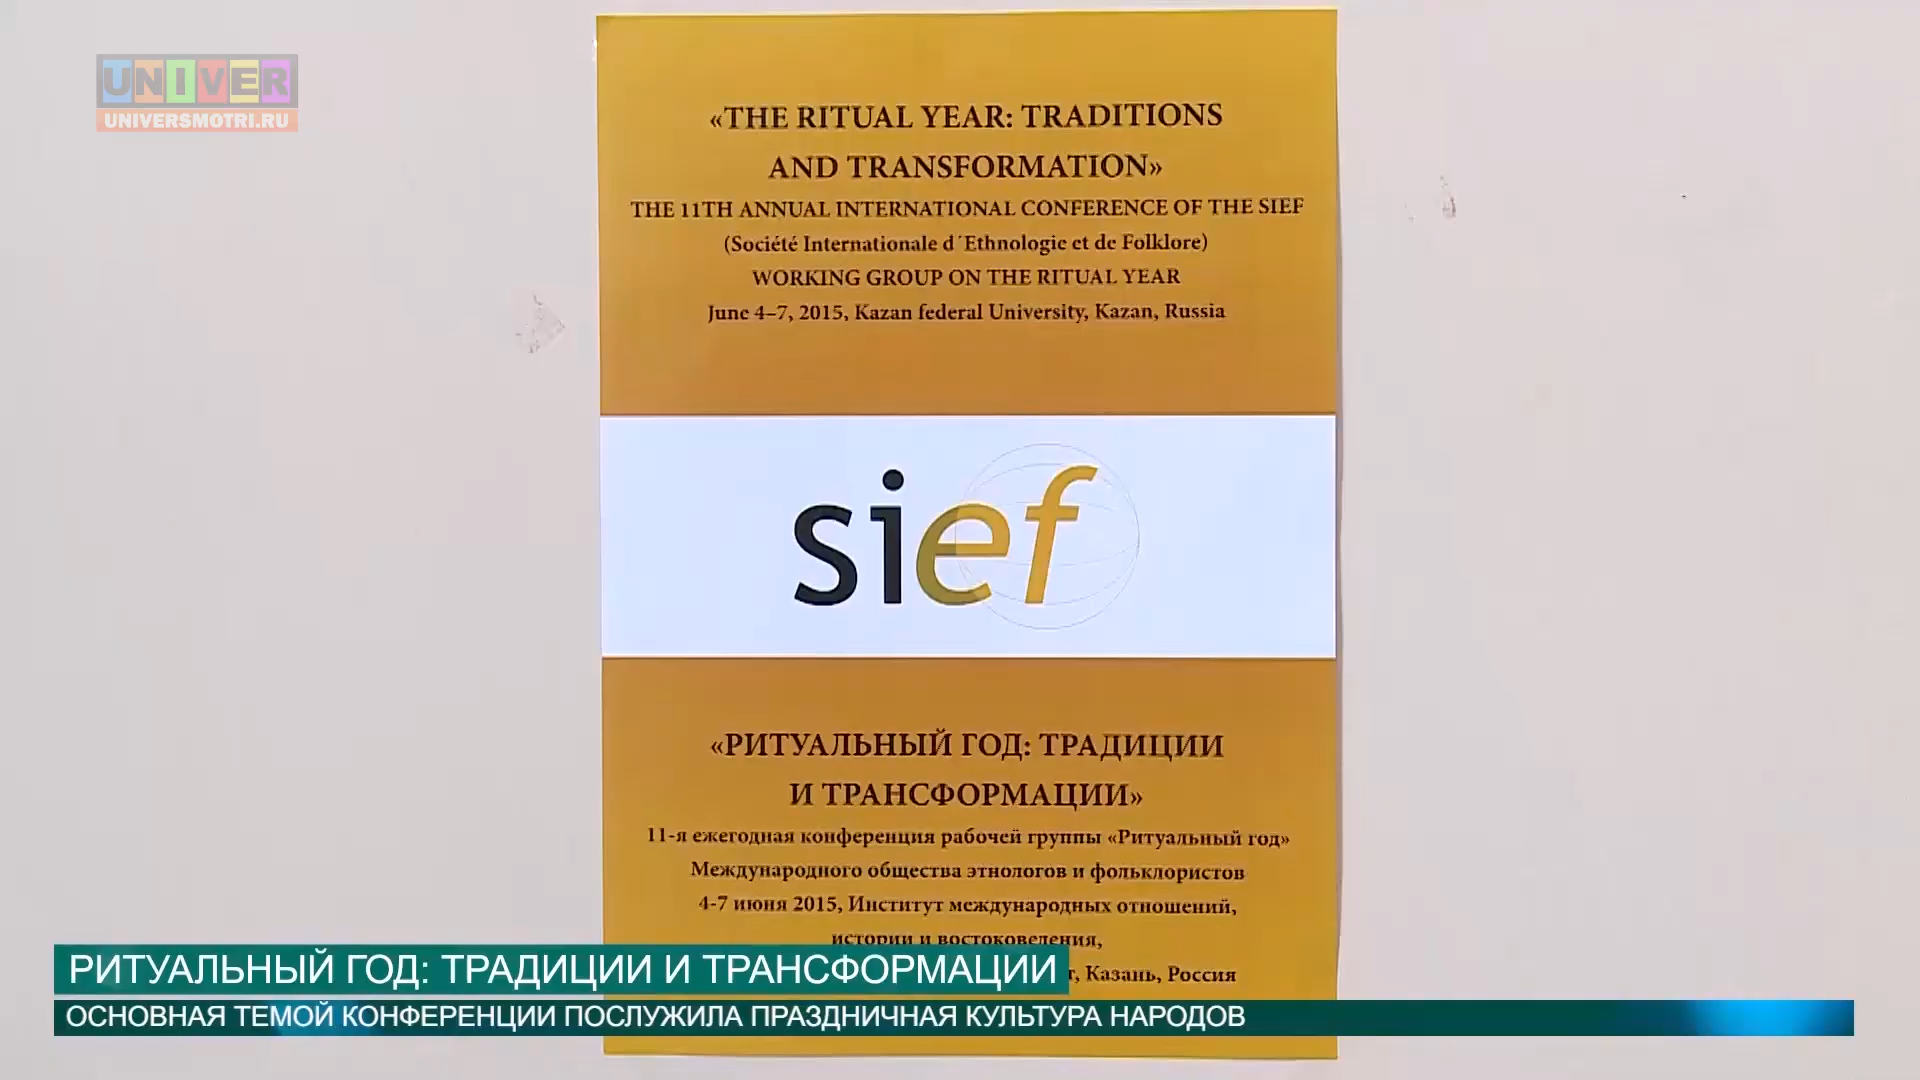 UNIVER
UNIVERSMOTRI.RU
«THE RITUAL YEAR: TRADITIONS
AND TRANSFORMATION»
THE 11TH ANNUAL INTERNATIONAL CONFERENCE OF THE SIEF
(Société Internationale d´Ethnologie et de Folklore)
WORKING GROUP ON THE RITUAL YEAR
June 4–7, 2015, Kazan federal University, Kazan, Russia
sief
«РИТУАЛЬНЫЙ ГОД: ТРАДИЦИИ
И ТРАНСФОРМАЦИИ»
11-я ежегодная конференция рабочей группы «Ритуальный год»
Международного общества этнологов и фольклористов
4-7 июня 2015, Институт международных отношений,
истории и востоковедения,
Казань, Россия
РИТУАЛЬНЫЙ ГОД: ТРАДИЦИИ И ТРАНСФОРМАЦИИ
ОСНОВНАЯ ТЕМОЙ КОНФЕРЕНЦИИ ПОСЛУЖИЛА ПРАЗДНИЧНАЯ КУЛЬТУРА НАРОДОВ